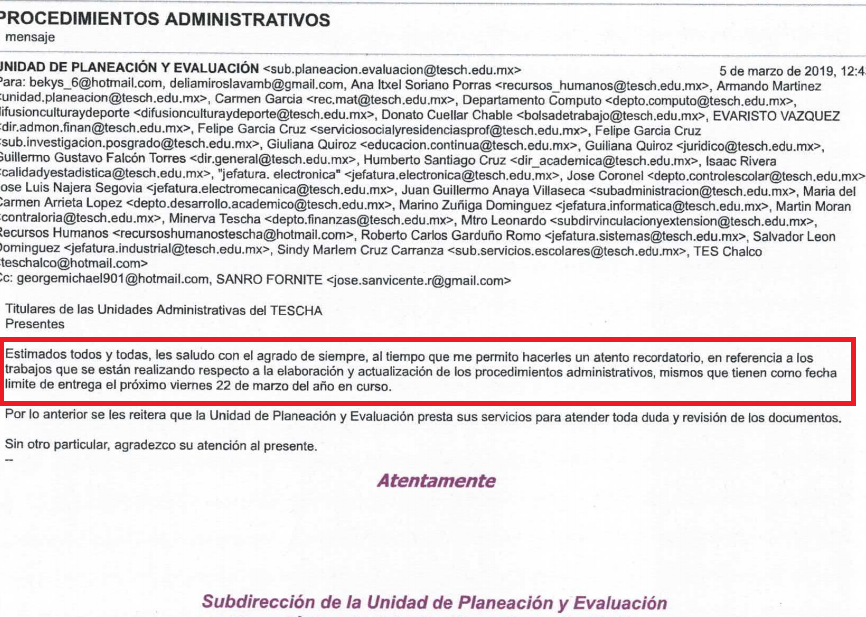 PROCEDIMIENTOS ADMINISTRATIVOS
mensaje
UNIDAD DE PLANEACIÓN Y EVALUACIÓN <sub.planeacion.evaluacion@tesch.edu.mx> 5 de marzo de 2019, 12:4
Para: bekys_6@hotmail.com, deliamiroslavamb@gmail.com, Ana Itxel Soriano Porras <recursos_humanos@tesch.edu.mx>, Armando Martinez
<unidad.planeacion@tesch.edu.mx>, Carmen Garcia <rec.mat@tesch.edu.mx>, Departamento Computo <depto.computo@tesch.edu.mx>,
difusionculturaydeporte <difusionculturaydeporte@tesch.edu.mx>, Donato Cuellar Chable <bolsadetrabajo@tesch.edu.mx>, EVARISTO VAZQUEZ
<dir.admon.finan@tesch.edu.mx>, Felipe Garcia Cruz <serviciosocialyresidenciasprof@tesch.edu.mx>, Felipe Garcia Cruz
<sub.investigacion.posgrado@tesch.edu.mx>, Giuliana Quiroz <educacion.continua@tesch.edu.mx>, Guiliana Quiroz <juridico@tesch.edu.mx>,
Guillermo Gustavo Falcón Torres <dir.general@tesch.edu.mx>, Humberto Santiago Cruz <dir_academica@tesch.edu.mx>, Isaac Rivera
<calidadyestadistica@tesch.edu.mx>, "jefatura. electronica" <jefatura.electronica@tesch.edu.mx>, Jose Coronel <depto.controlescolar@tesch.edu.mx>
Jose Luis Najera Segovia <jefatura.electromecanica@tesch.edu.mx>, Juan Guillermo Anaya Villaseca <subadministracion@tesch.edu.mx>, Maria del
Carmen Arrieta Lopez <depto.desarrollo.academico@tesch.edu.mx>, Marino Zuñiga Dominguez <jefatura.informatica@tesch.edu.mx>, Martin Moran
<contraloria@tesch.edu.mx>, Minerva Tescha <depto.finanzas@tesch.edu.mx>, Mtro Leonardo <subdirvinculacionyextension@tesch.edu.mx>,
Recursos Humanos <recursoshumanostescha@hotmail.com>, Roberto Carlos Garduño Romo <jefatura.sistemas@tesch.edu.mx>, Salvador Leon
Dominguez <jefatura.industrial@tesch.edu.mx>, Sindy Marlem Cruz Carranza <sub.servicios.escolares@tesch.edu.mx>, TES Chalco
<teschalco@hotmail.com>
Cc: georgemichael901@hotmail.com, SANRO FORNITE <jose.sanvicente.r@gmail.com>
Titulares de las Unidades Administrativas del TESCHA
Presentes
Estimados todos y todas, les saludo con el agrado de siempre, al tiempo que me permito hacerles un atento recordatorio, en referencia a los
trabajos que se están realizando respecto a la elaboración y actualización de los procedimientos administrativos, mismos que tienen como fecha
limite de entrega el próximo viernes 22 de marzo del año en curso.
Por lo anterior se les reitera que la Unidad de Planeación y Evaluación presta sus servicios para atender toda duda y revisión de los documentos.
Sin otro particular, agradezco su atención al presente.
--
Atentamente
Subdirección de la Unidad de Planeación y Evaluación